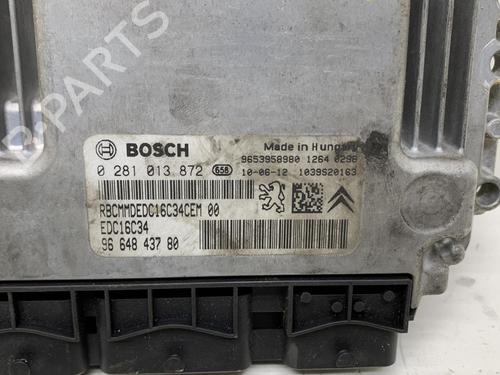 B-PARTS
BOSCH
Made in Hungary
9653958980 1264 0298
0 281 013 872 658 10-06-12 1039S20163
RBCMMDEDC16C34CEM 00
EDC16C34
96 648 437 80